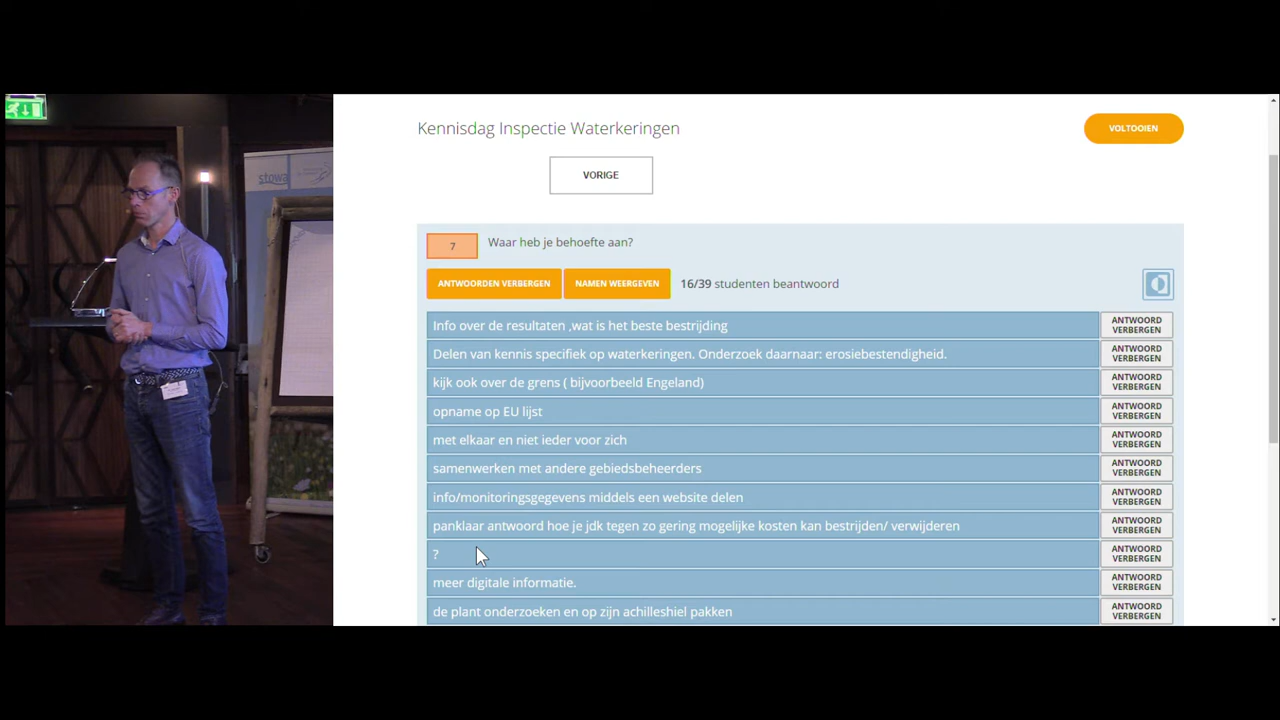 stowa
Kennisdag Inspectie Waterkeringen
VOLTOOIEN
VORIGE
7
Waar heb je behoefte aan?
ANTWOORDEN VERBERGEN
NAMEN WEERGEVEN
16/39 studenten beantwoord
Info over de resultaten ,wat is het beste bestrijding
ANTWOORD
VERBERGEN
Delen van kennis specifiek op waterkeringen. Onderzoek daarnaar: erosiebestendigheid.
ANTWOORD
VERBERGEN
kijk ook over de grens ( bijvoorbeeld Engeland)
ANTWOORD
VERBERGEN
opname op EU lijst
ANTWOORD
VERBERGEN
met elkaar en niet ieder voor zich
ANTWOORD
VERBERGEN
samenwerken met andere gebiedsbeheerders
ANTWOORD
VERBERGEN
info/monitoringsgegevens middels een website delen
ANTWOORD
VERBERGEN
panklaar antwoord hoe je jdk tegen zo gering mogelijke kosten kan bestrijden/ verwijderen
ANTWOORD
VERBERGEN
?
ANTWOORD
VERBERGEN
meer digitale informatie.
ANTWOORD
VERBERGEN
de plant onderzoeken en op zijn achilleshiel pakken
ANTWOORD
VERBERGEN